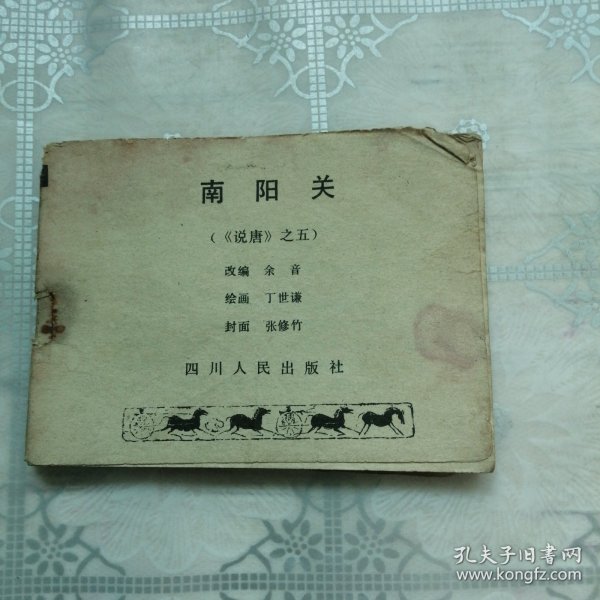 南阳关
（《说唐》之五）
改编 余音
绘画 丁世谦
封面 张修竹
四川人民出版社
孔夫子旧书网
www.kongfz.com